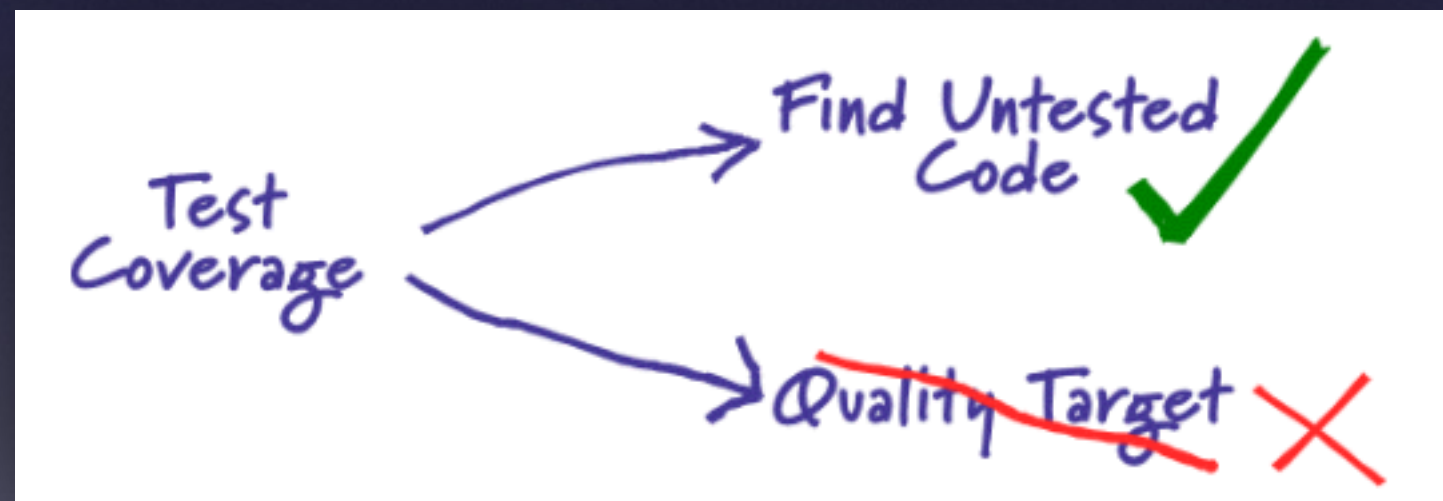 Test
Coverage
Find Untested
Code
Quality Target